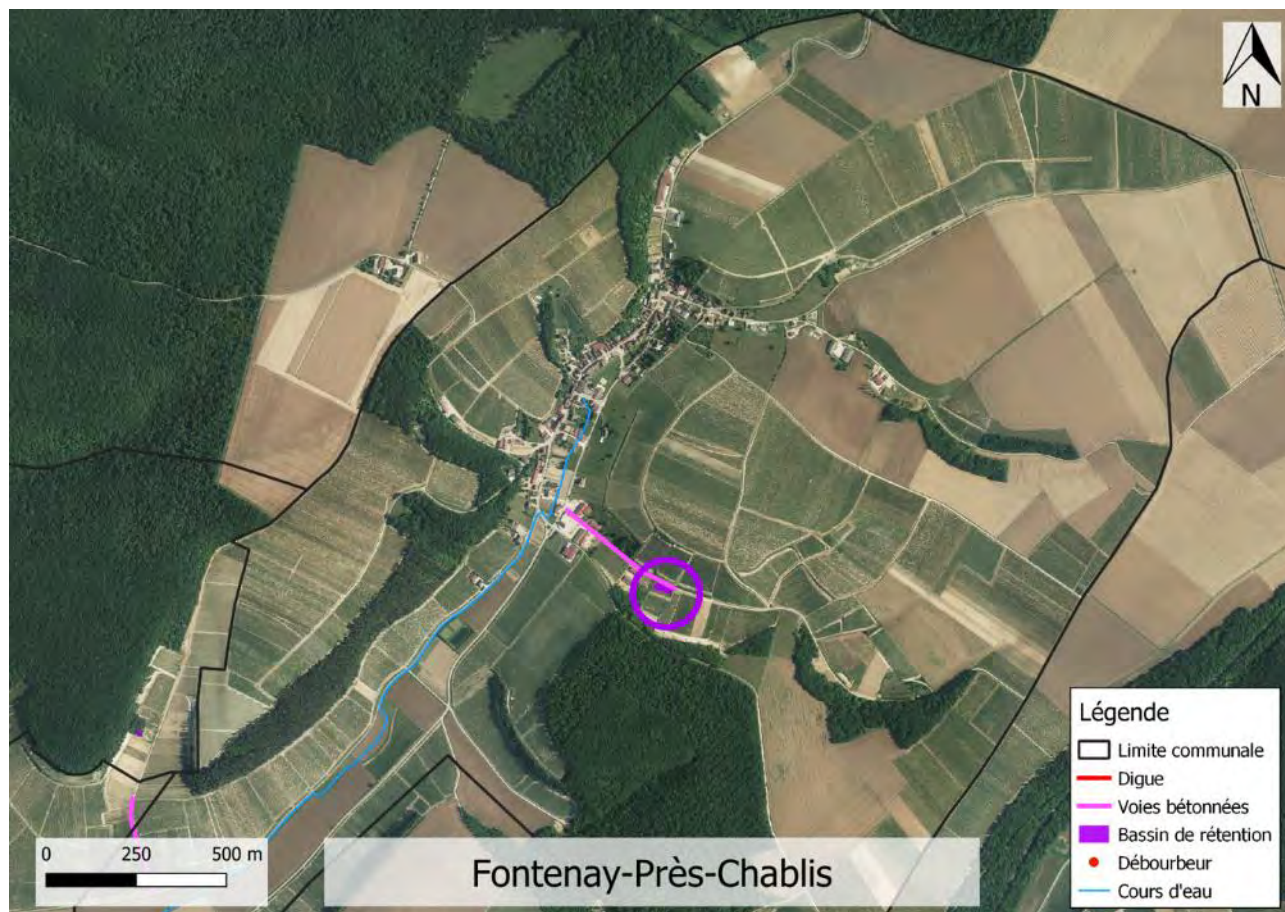 N
Légende
Limite communale
Digue
Voies bétonnées
Bassin de rétention
Débourbeur
Cours d'eau
0 250 500 m
Fontenay-Près-Chablis